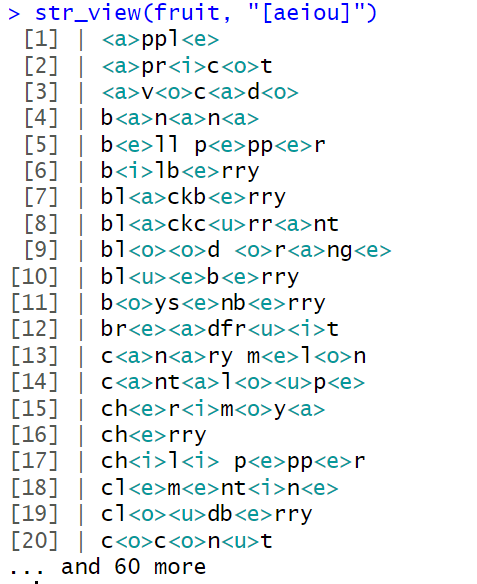 > str_view(fruit, "[aeiou]")
[1] | <a>ppl<e>
[2] | <a>pr<i>c<o>t
[3] | <a>v<o>c<a>d<o>
[4] | b<a>n<a>n<a>
[5] | b<e>ll p<e>pp<e>r
[6] | b<i>lb<e>rry
[7] | bl<a>ckb<e>rry
[8] | bl<a>ckc<u>rr<a>nt
[9] | bl<o><o>d <o>r<a>ng<e>
[10] | bl<u><e>b<e>rry
[11] | b<o>ys<e>nb<e>rry
[12] | br<e><a>dfr<u><i>t
[13] | c<a>n<a>ry m<e>l<o>n
[14] | c<a>nt<a>l<o><u>p<e>
[15] | ch<e>r<i>m<o>y<a>
[16] | ch<e>rry
[17] | ch<i>l<i> p<e>pp<e>r
[18] | cl<e>m<e>nt<i>n<e>
[19] | cl<o><u>db<e>rry
[20] | c<o>c<o>n<u>t
... and 60 more